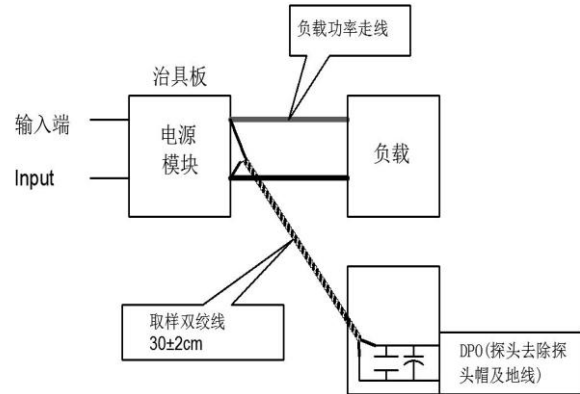 负载功率走线
治具板
输入端
Input
电源
模块
负载
取样双绞线
30±2cm
DPO(探头去除探
头帽及地线)